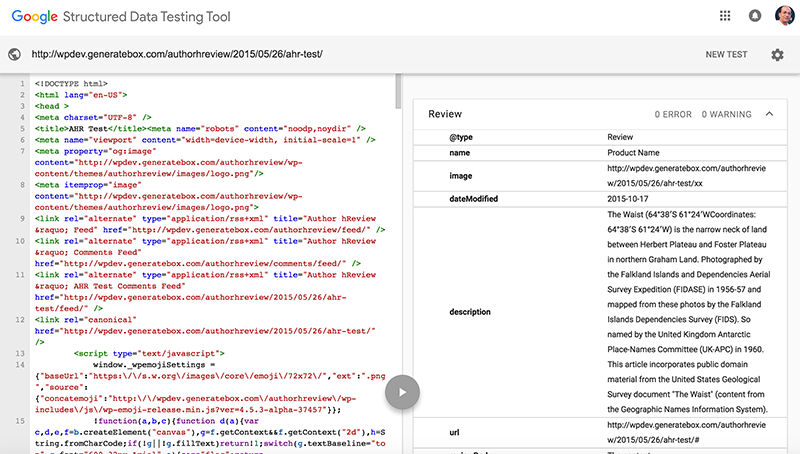 Google Structured Data Testing Tool
http://wpdev.generatebox.com/authorhreview/2015/05/26/ahr-test/
NEW TEST
1 <!DOCTYPE html>
2 <html lang="en-US">
3 <head >
4 <meta charset="UTF-8" />
5 <title>AHR Test</title><meta name="robots" content="noodp,noydir" />
6 <meta name="viewport" content="width=device-width, initial-scale=1" />
7 <meta property="og:image"
content="http://wpdev.generatebox.com/authorhreview/wp-
content/themes/authorhreview/images/logo.png"/>
8 <meta itemprop="image"
content="http://wpdev.generatebox.com/authorhreview/wp-
content/themes/authorhreview/images/logo.png">
9 <link rel="alternate" type="application/rss+xml" title="Author hReview
&raquo; Feed" href="http://wpdev.generatebox.com/authorhreview/feed/" />
10 <link rel="alternate" type="application/rss+xml" title="Author hReview
&raquo; Comments Feed"
href="http://wpdev.generatebox.com/authorhreview/comments/feed/" />
11 <link rel="alternate" type="application/rss+xml" title="Author hReview
&raquo; AHR Test Comments Feed"
href="http://wpdev.generatebox.com/authorhreview/2015/05/26/ahr-
test/feed/" />
12 <link rel="canonical"
href="http://wpdev.generatebox.com/authorhreview/2015/05/26/ahr-test/"
/>
13 <script type="text/javascript">
14 window._wpemojiSettings =
{"baseUrl":"https:\/\/s.w.org\/images\/core\/emoji\/72x72\/","ext":".png
","source":
{"concatemoji":"http:\/\/wpdev.generatebox.com\/authorhreview\/wp-
includes\/js\/wp-emoji-release.min.js?ver=4.5.3-alpha-37457"}};
15 !function(a,b,c){function d(a){var
c,d,e,f=b.createElement("canvas"),g=f.getContext&&f.getContext("2d"),h=S
tring.fromCharCode;if(!g||!g.fillText)return!1;switch(g.textBaseline="to
Review 0 ERROR 0 WARNING
@type Review
name Product Name
image http://wpdev.generatebox.com/authorhrevie
w/2015/05/26/ahr-test/xx
dateModified 2015-10-17
description The Waist (64°38′S 61°24′WCoordinates:
64°38′S 61°24′W) is the narrow neck of land
between Herbert Plateau and Foster Plateau
in northern Graham Land. Photographed by
the Falkland Islands and Dependencies Aerial
Survey Expedition (FIDASE) in 1956-57 and
mapped from these photos by the Falkland
Islands Dependencies Survey (FIDS). So
named by the United Kingdom Antarctic
Place-Names Committee (UK-APC) in 1960.
This article incorporates public domain
material from the United States Geological
Survey document "The Waist" (content from
the Geographic Names Information System).
url http://wpdev.generatebox.com/authorhrevie
w/2015/05/26/ahr-test/#